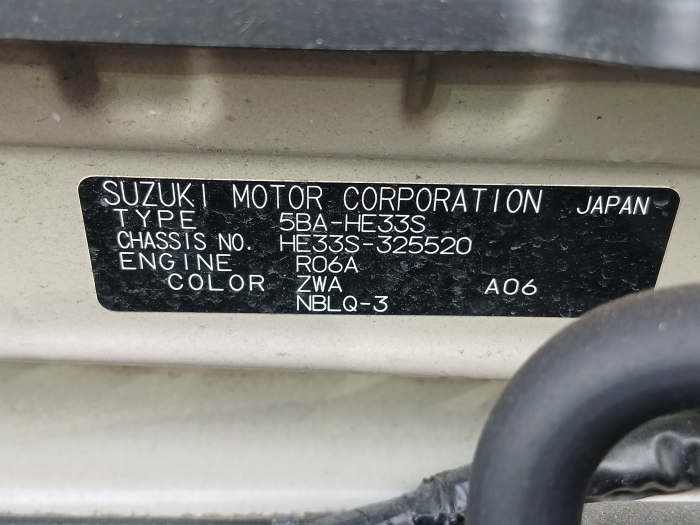 SUZUKI MOTOR CORPORATION JAPAN
TYPE 5BA-HE33S
CHASSIS NO. HE33S-325520
ENGINE R06A
COLOR ZWA A06
NBLQ-3